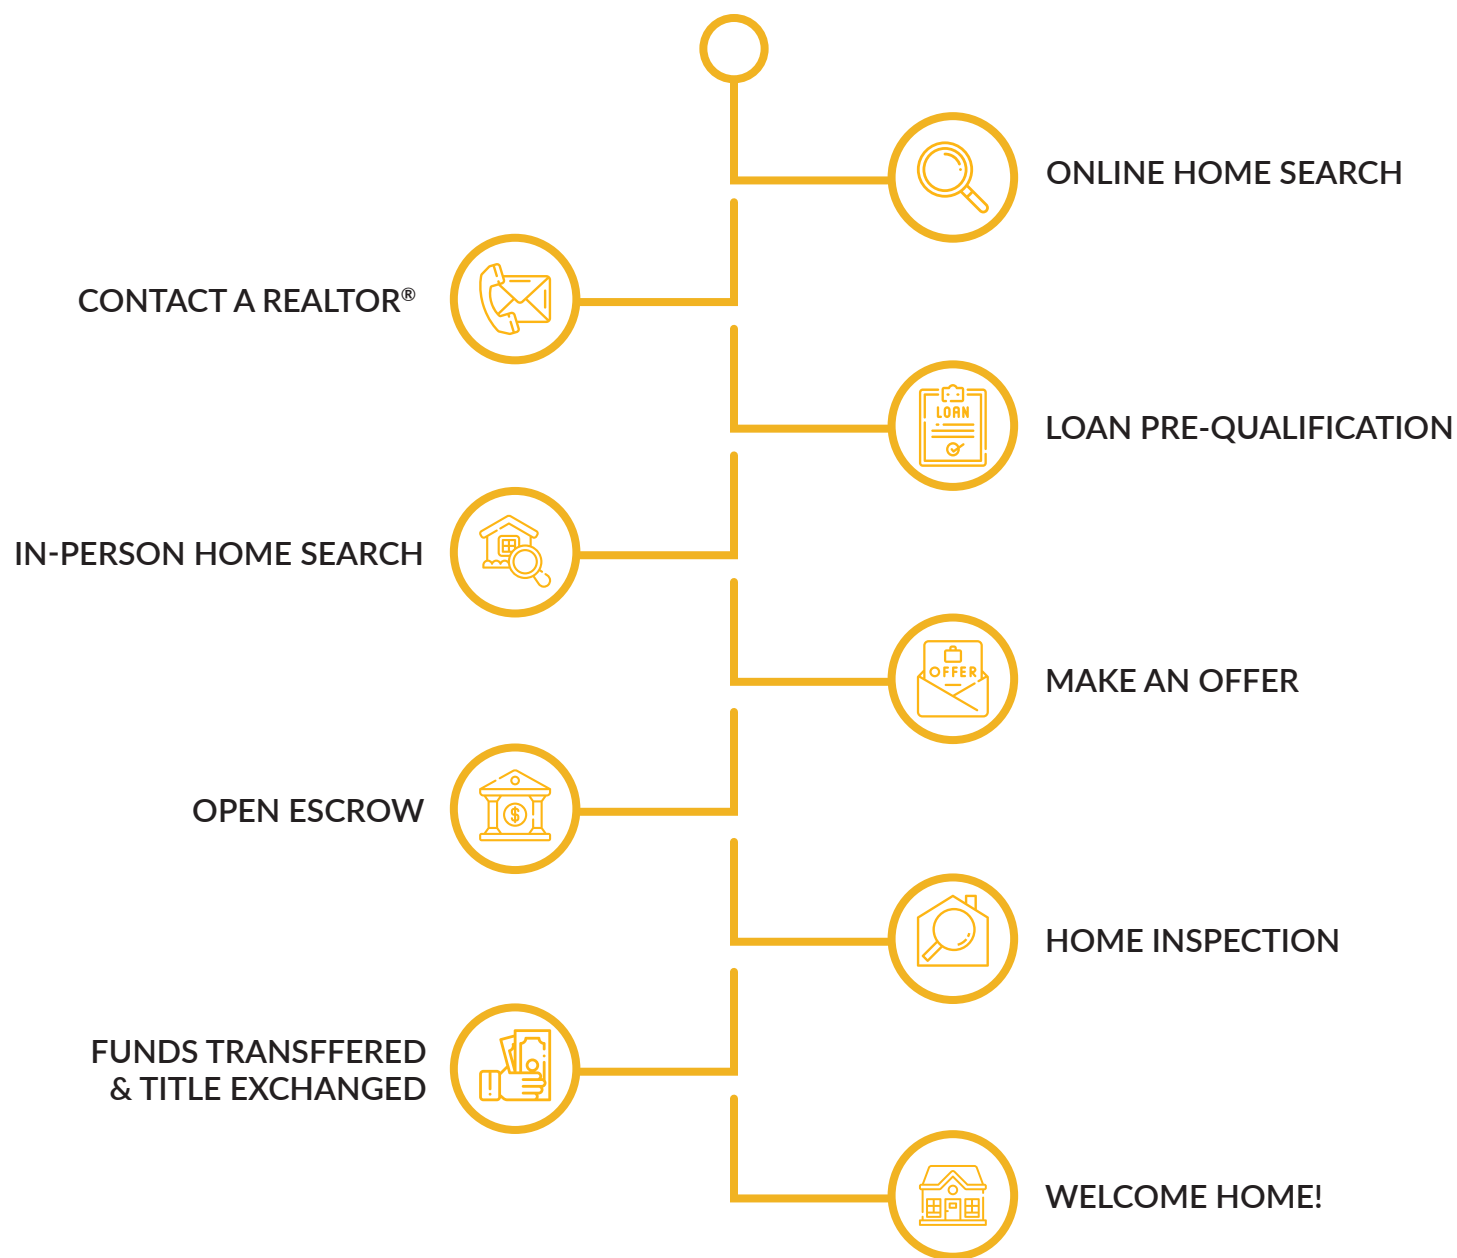 ONLINE HOME SEARCH
CONTACT A REALTOR®
LOAN PRE-QUALIFICATION
LOAN
IN-PERSON HOME SEARCH
MAKE AN OFFER
OFFER
OPEN ESCROW
$
HOME INSPECTION
FUNDS TRANSFFERED
& TITLE EXCHANGED
WELCOME HOME!